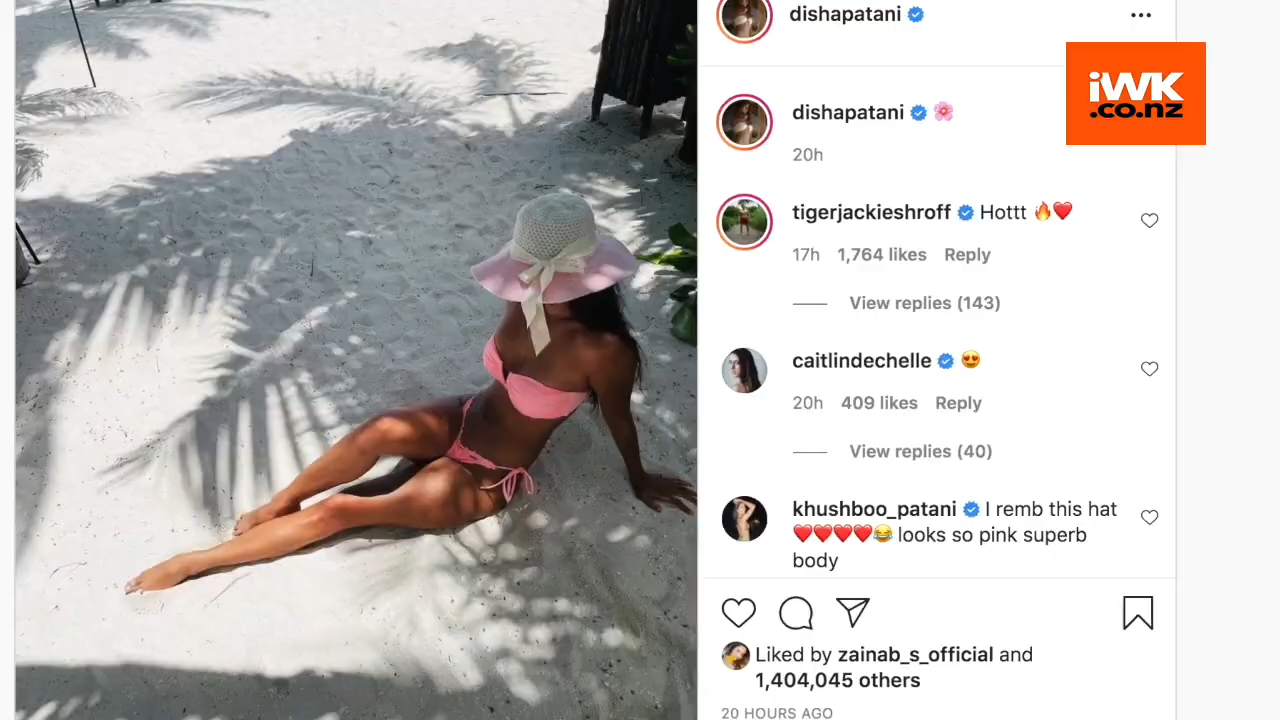 dishapatani
iWK
.co.nz
dishapatani 🌸
20h
tigerjackieshroff Hottt 🔥❤️
17h 1,764 likes Reply
View replies (143)
caitlindechelle 😍
20h 409 likes Reply
View replies (40)
khushboo_patani I remb this hat
❤️❤️❤️❤️😂 looks so pink superb
body
Liked by zainab_s_official and
1,404,045 others
20 HOURS AGO